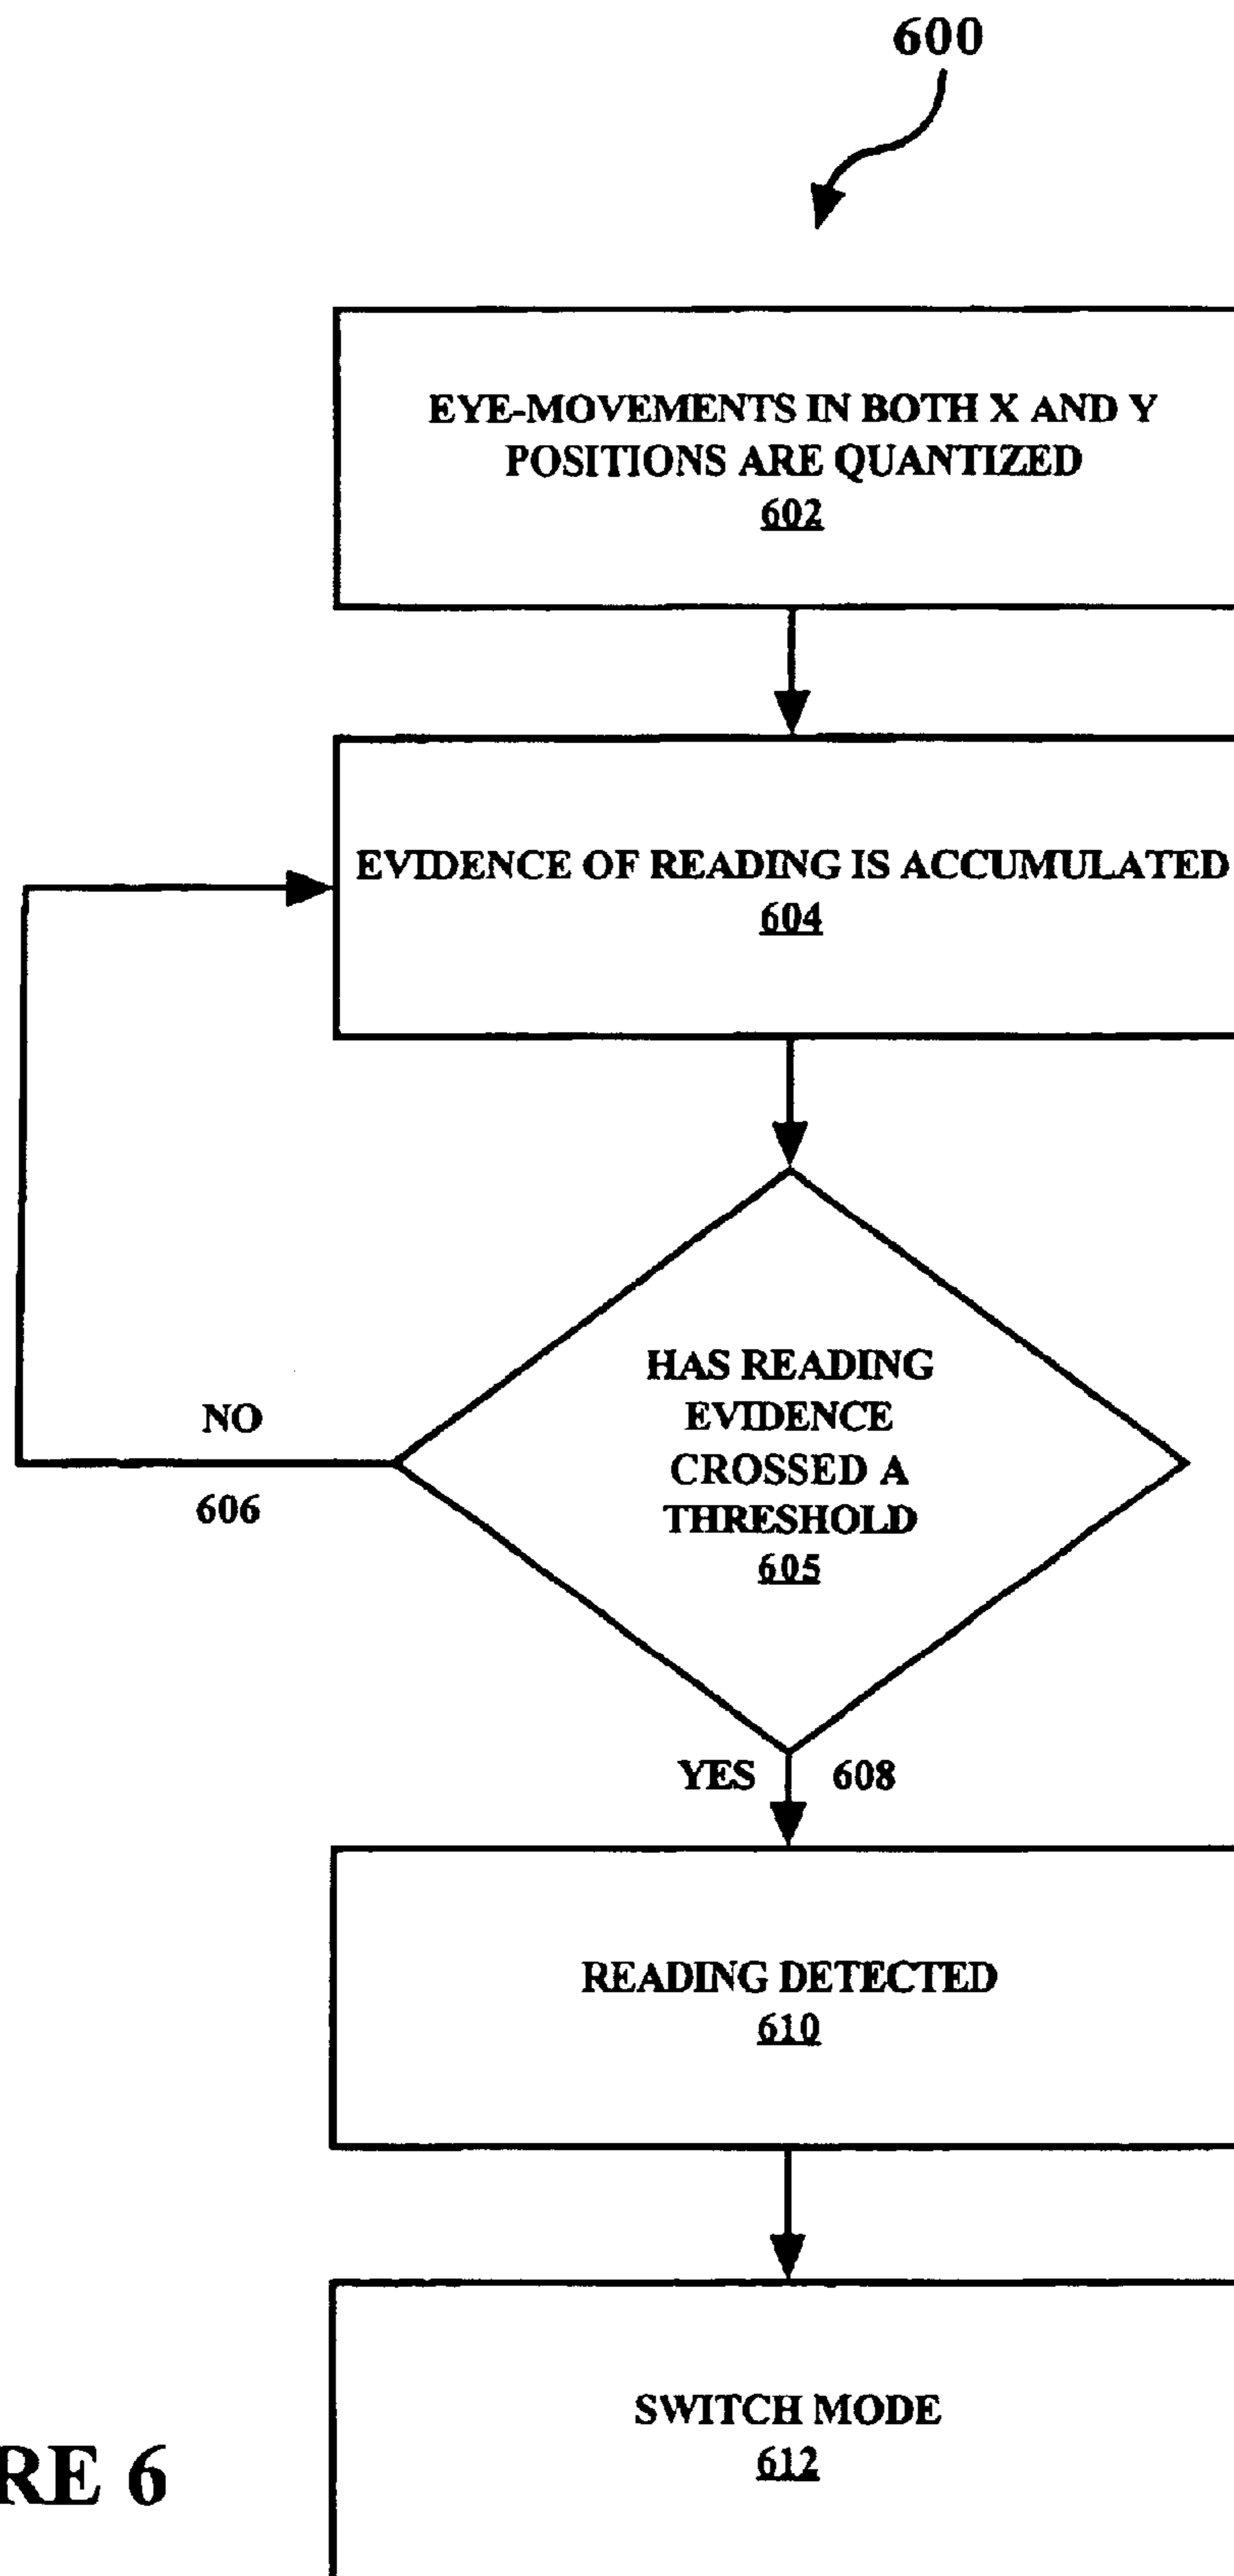 600
EYE-MOVEMENTS IN BOTH X AND Y
POSITIONS ARE QUANTIZED
602
EVIDENCE OF READING IS ACCUMULATED
604
HAS READING
EVIDENCE
CROSSED A
THRESHOLD
605
NO
606
YES 608
READING DETECTED
610
SWITCH MODE
612
RE 6